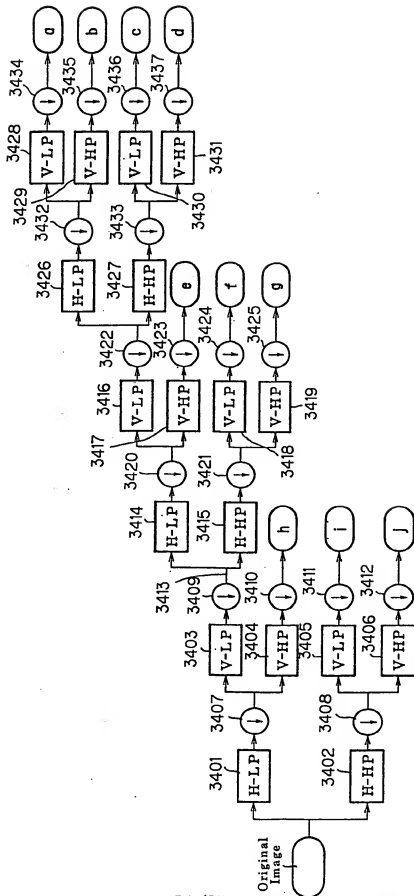 Original Image
3401
H-LP
3402
H-HP
3407
3408
3403
V-LP
3404
V-HP
3405
V-LP
3406
V-HP
3413
3409
3410
3411
3412
h
i
j
3414
H-LP
3415
H-HP
3420
3421
3416
V-LP
3417
V-HP
3418
V-LP
3419
V-HP
3422
3423
3424
3425
e
f
g
3426
H-LP
3427
H-HP
3432
3433
3428
V-LP
3429
V-HP
3430
V-LP
3431
V-HP
3434
3435
3436
3437
a
b
c
d